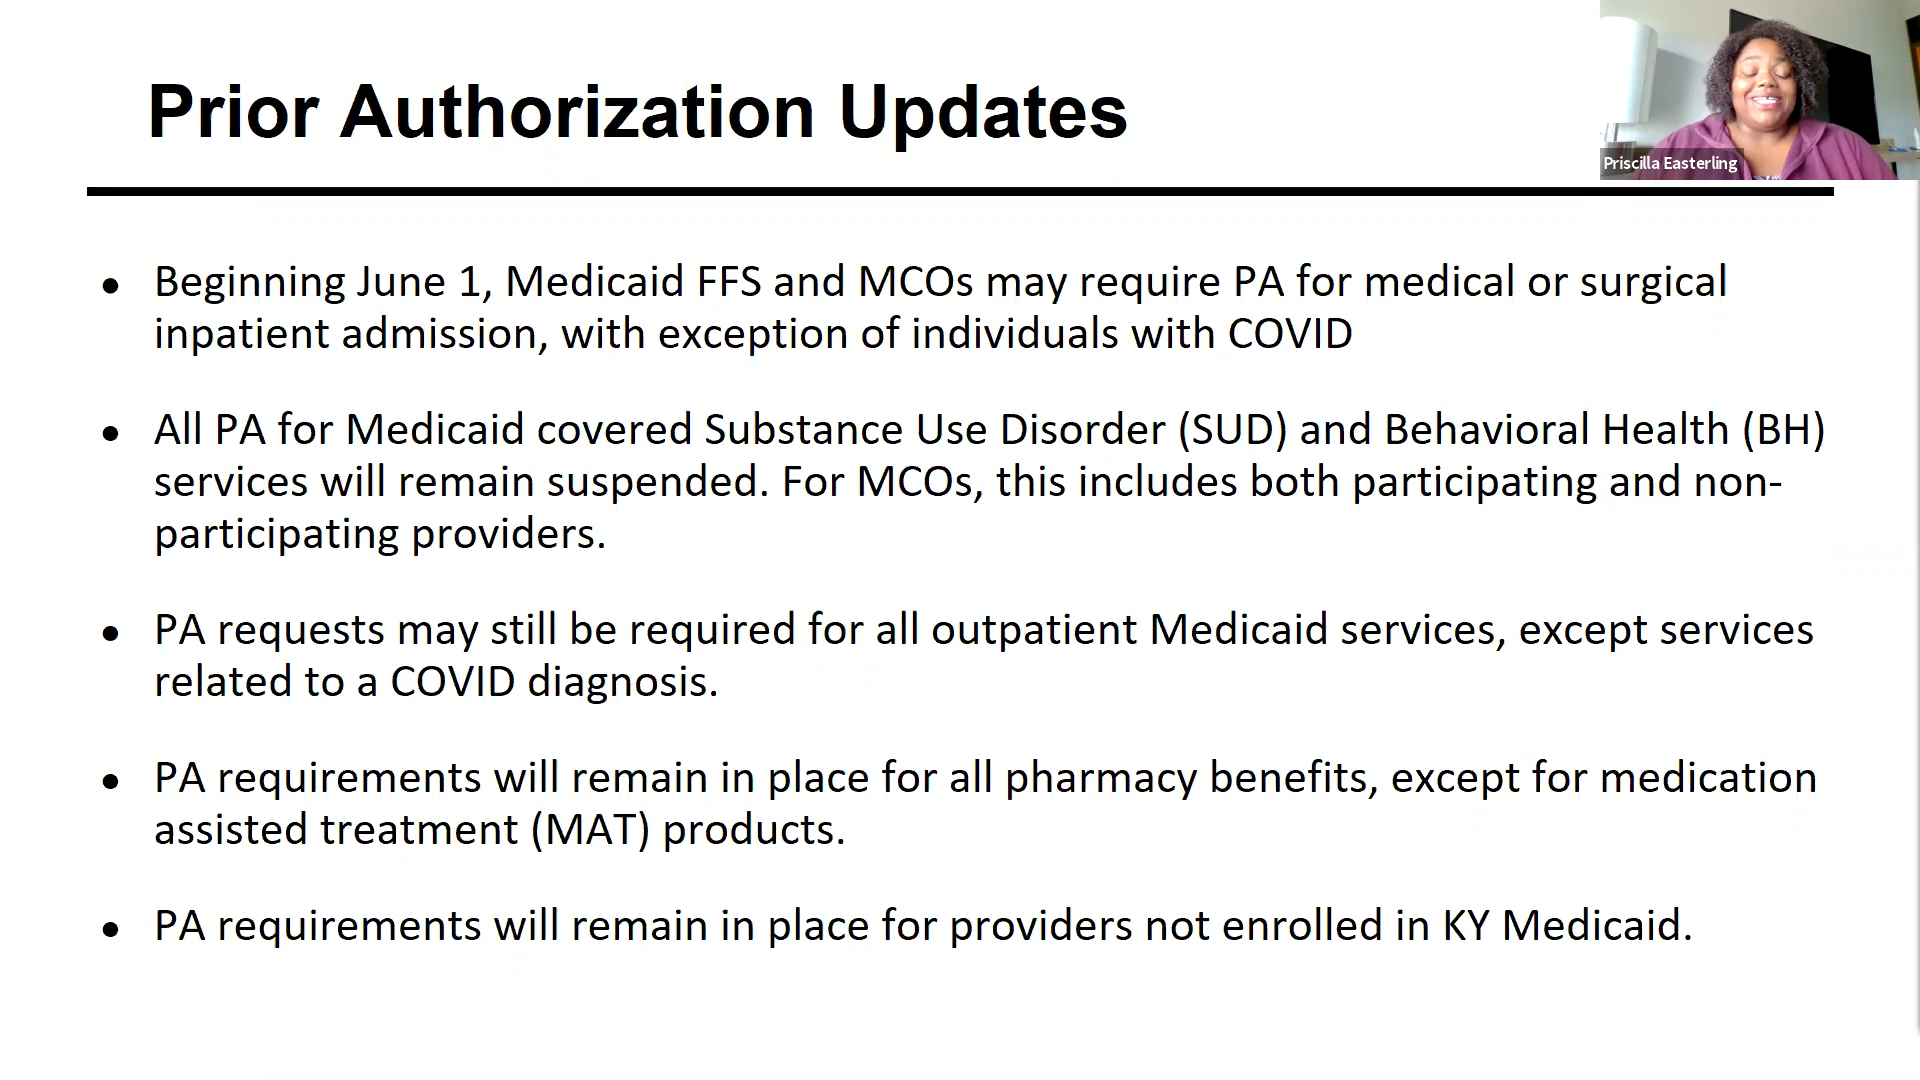 Prior Authorization Updates
Priscilla Easterling
• Beginning June 1, Medicaid FFS and MCOs may require PA for medical or surgical
inpatient admission, with exception of individuals with COVID
• All PA for Medicaid covered Substance Use Disorder (SUD) and Behavioral Health (BH)
services will remain suspended. For MCOs, this includes both participating and non-
participating providers.
• PA requests may still be required for all outpatient Medicaid services, except services
related to a COVID diagnosis.
• PA requirements will remain in place for all pharmacy benefits, except for medication
assisted treatment (MAT) products.
• PA requirements will remain in place for providers not enrolled in KY Medicaid.